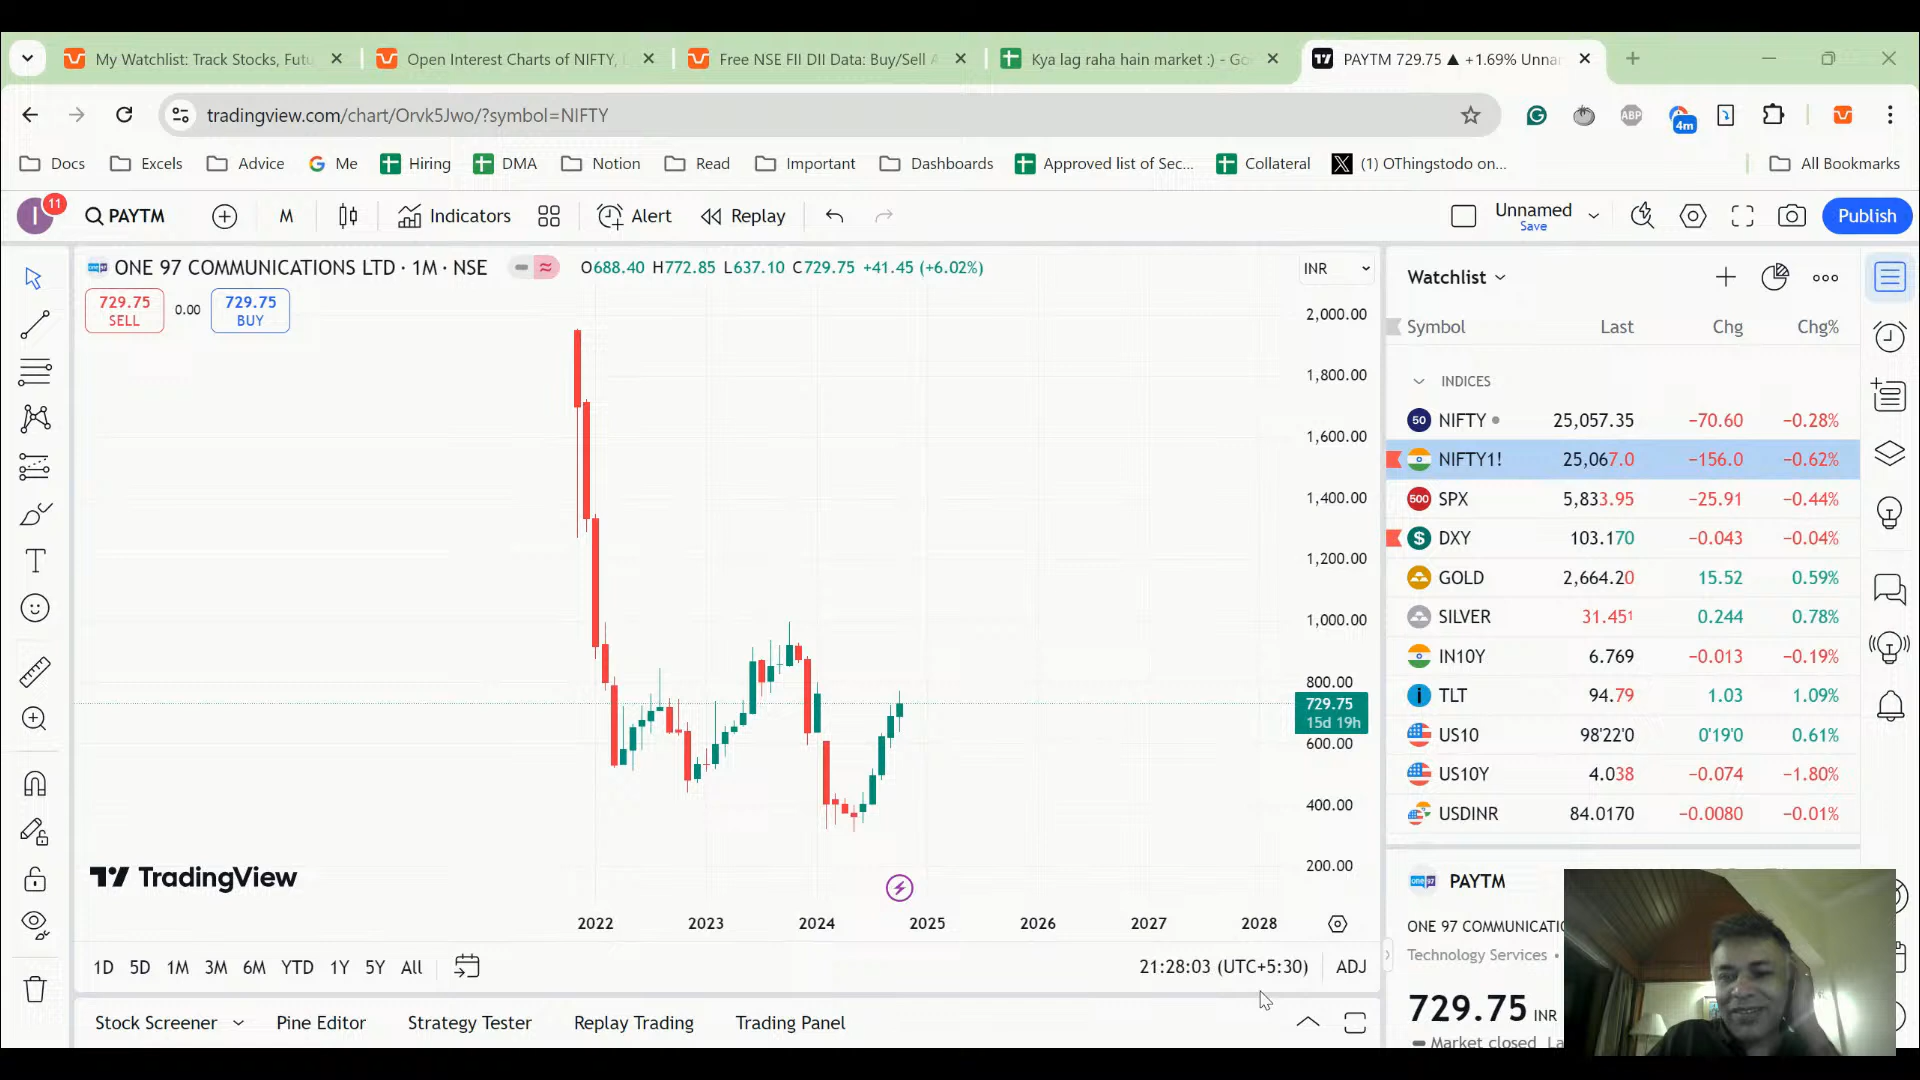 My Watchlist: Track Stocks, Futu
Open Interest Charts of NIFTY,
Free NSE FII DII Data: Buy/Sell A
Kya lag raha hain market :) - Go
PAYTM 729.75 ▲ +1.69% Unna
tradingview.com/chart/Orvk5Jwo/?symbol=NIFTY
ABP
4m
Docs
Excels
Advice
Me
Hiring
DMA
Notion
Read
Important
Dashboards
Approved list of Sec...
Collateral
(1) OThingstodo on...
All Bookmarks
I
11
PAYTM
M
Indicators
Alert
Replay
Unnamed
Save
Publish
ONE 97 COMMUNICATIONS LTD · 1M · NSE
O688.40 H772.85 L637.10 C729.75 +41.45 (+6.02%)
729.75
SELL
0.00
729.75
BUY
INR
2,000.00
1,800.00
1,600.00
1,400.00
1,200.00
1,000.00
800.00
729.75
15d 19h
600.00
400.00
200.00
TradingView
2022
2023
2024
2025
2026
2027
2028
1D
5D
1M
3M
6M
YTD
1Y
5Y
All
21:28:03 (UTC+5:30)
ADJ
Stock Screener
Pine Editor
Strategy Tester
Replay Trading
Trading Panel
Watchlist
Symbol Last Chg Chg%
INDICES
50 NIFTY 25,057.35 −70.60 −0.28%
NIFTY1! 25,067.0 −156.0 −0.62%
500 SPX 5,833.95 −25.91 −0.44%
$ DXY 103.170 −0.043 −0.04%
GOLD 2,664.20 15.52 0.59%
SILVER 31.451 0.244 0.78%
IN10Y 6.769 −0.013 −0.19%
i TLT 94.79 1.03 1.09%
US10 98'22'0 0'19'0 0.61%
US10Y 4.038 −0.074 −1.80%
USDINR 84.0170 −0.0080 −0.01%
PAYTM
ONE 97 COMMUNICATIO
Technology Services •
729.75 INR
Market closed La